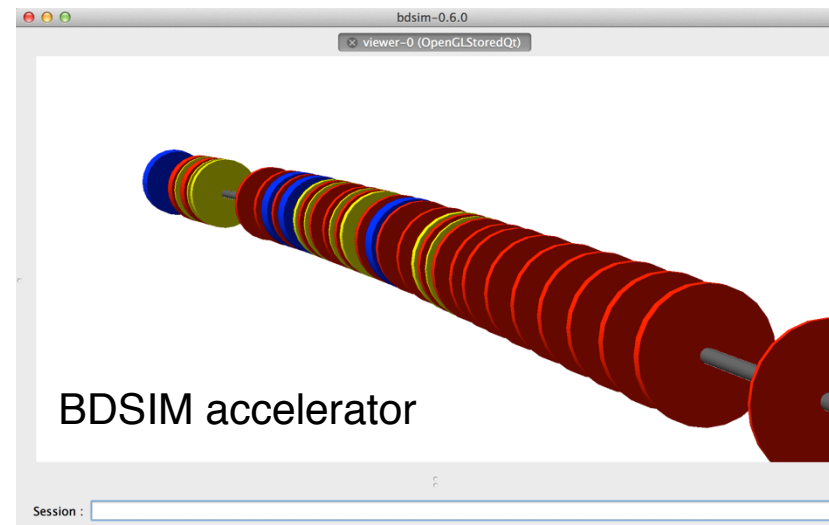 bdsim-0.6.0
viewer-0 (OpenGLStoredQt)
BDSIM accelerator
Session :